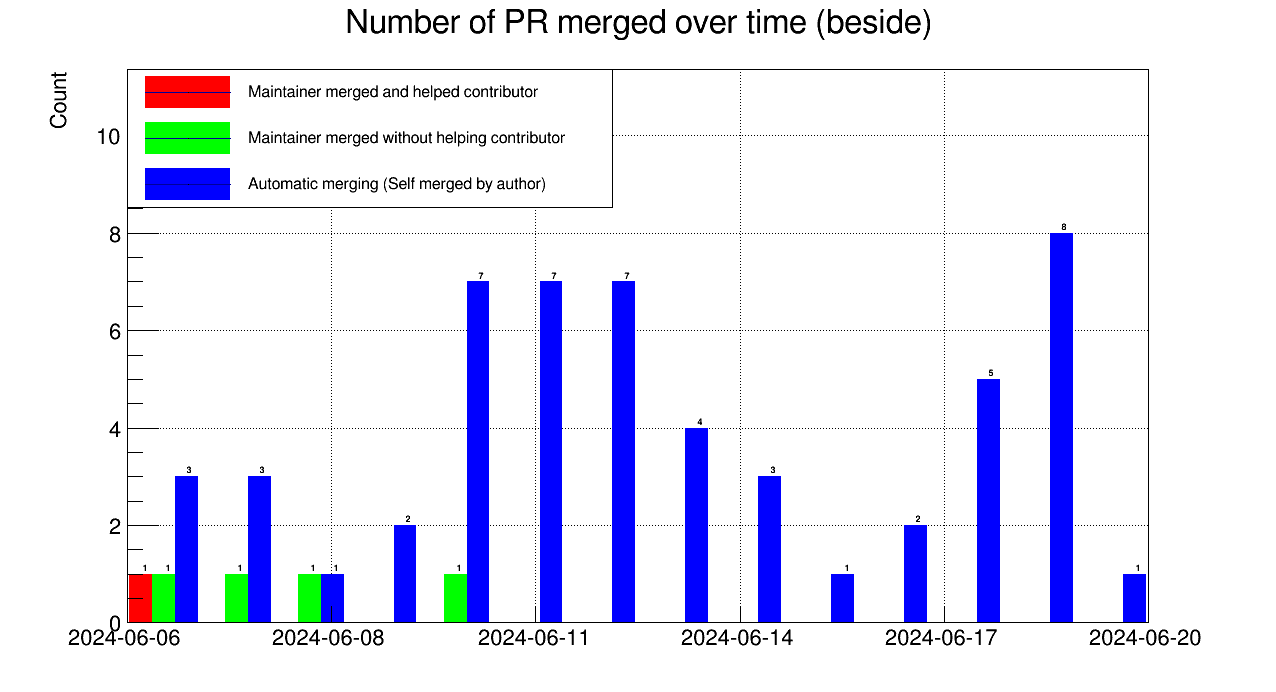 Number of PR merged over time (beside)
Count
Maintainer merged and helped contributor
Maintainer merged without helping contributor
Automatic merging (Self merged by author)
10
8
6
4
2
0
1 1 3 1 3 1 1 2 1 7 7 7 4 3 1 2 5 8 1
2024-06-06 2024-06-08 2024-06-11 2024-06-14 2024-06-17 2024-06-20